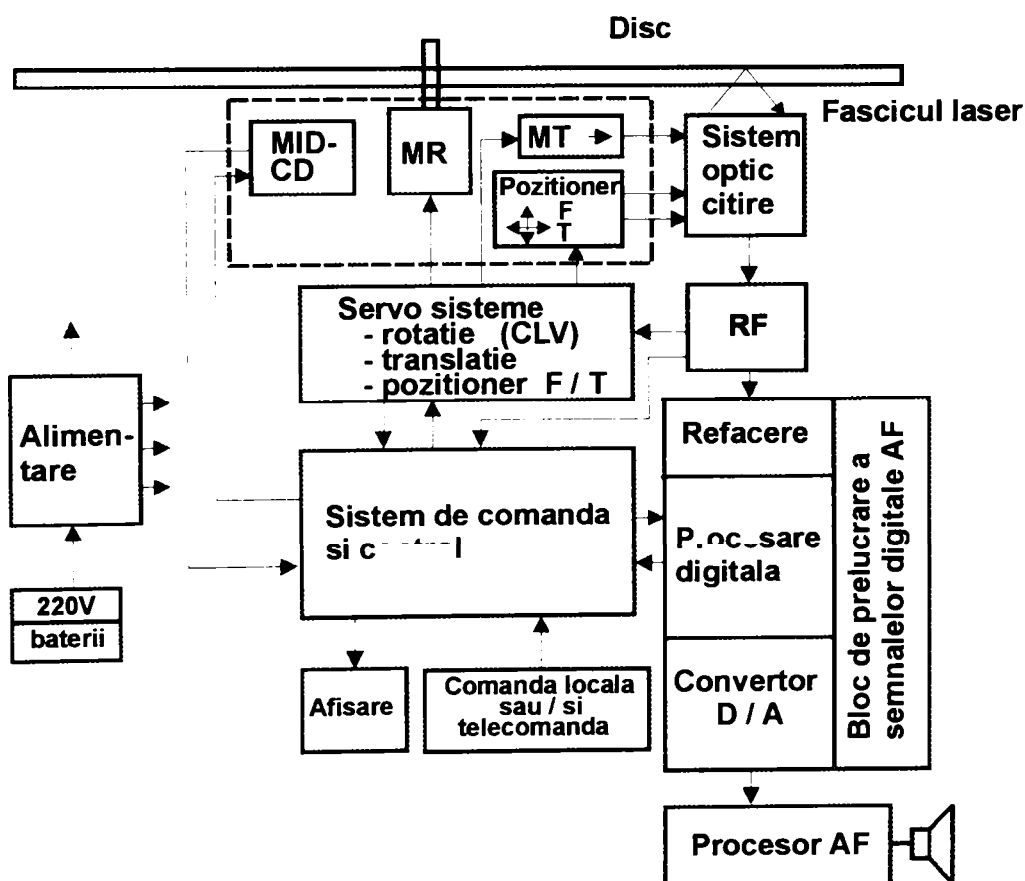 Disc
Fascicul laser
MID-
CD
MR
MT
Pozitioner
F
T
Sistem
optic
citire
Servo sisteme
- rotatie (CLV)
- translatie
- pozitioner F / T
RF
Alimen-
tare
220V
baterii
Sistem de comanda
si
Refacere
digitala
Convertor
D / A
Bloc de prelucrare a
semnalelor digitale AF
Afisare
Comanda locala
sau / si
telecomanda
Procesor AF